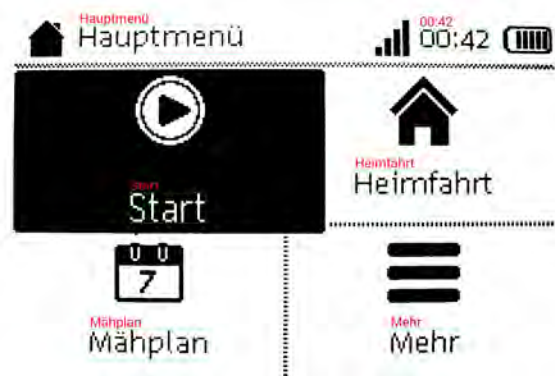 Hauptmenü 00:42
Hauptmenü 00:42
Start
Start
Heimfahrt
Heimfahrt
7
Mähplan
Mähplan
Mehr
Mehr